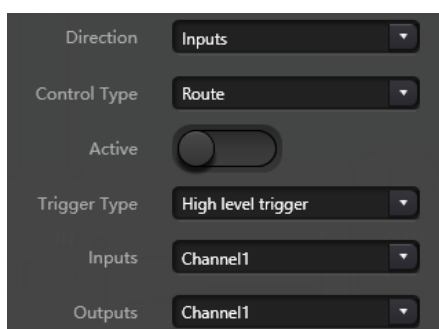 Direction Inputs
Control Type Route
Active
Trigger Type High level trigger
Inputs Channel1
Outputs Channel1